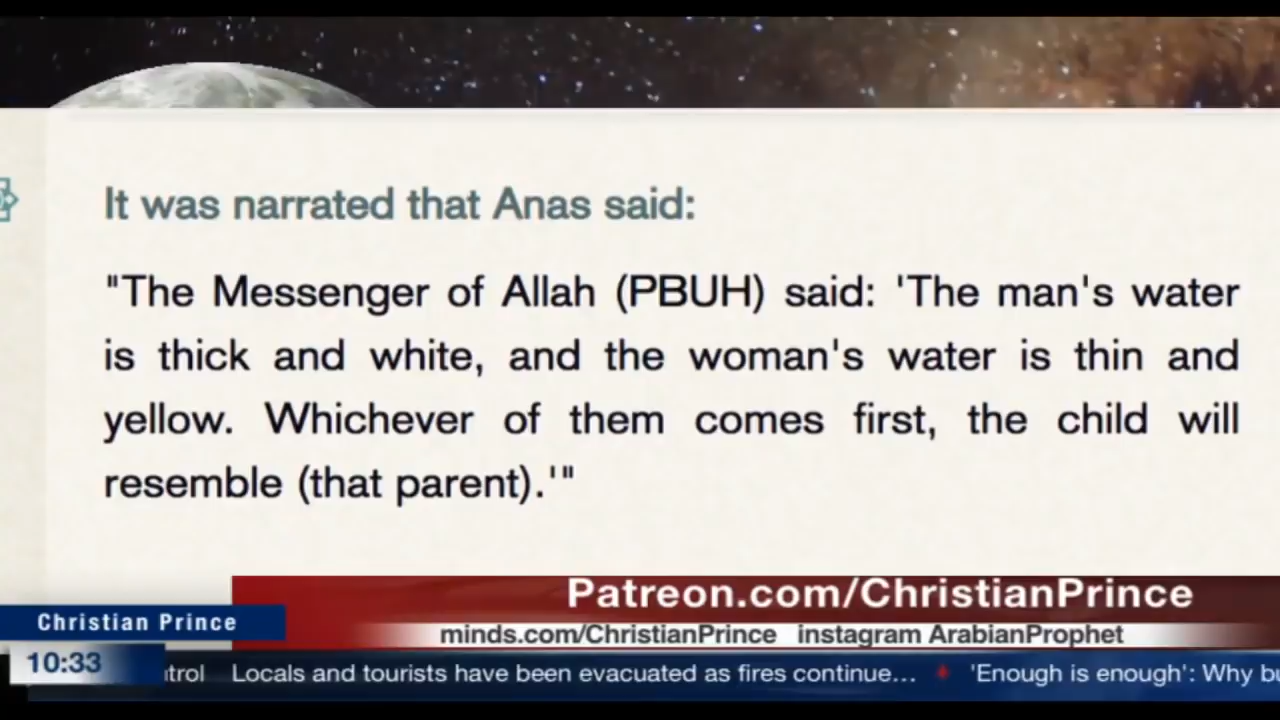 It was narrated that Anas said:
"The Messenger of Allah (PBUH) said: 'The man's water
is thick and white, and the woman's water is thin and
yellow. Whichever of them comes first, the child will
resemble (that parent).'"
Patreon.com/ChristianPrince
Christian Prince
minds.com/ChristianPrince instagram ArabianProphet
10:33 trol Locals and tourists have been evacuated as fires continue... 'Enough is enough': Why bu